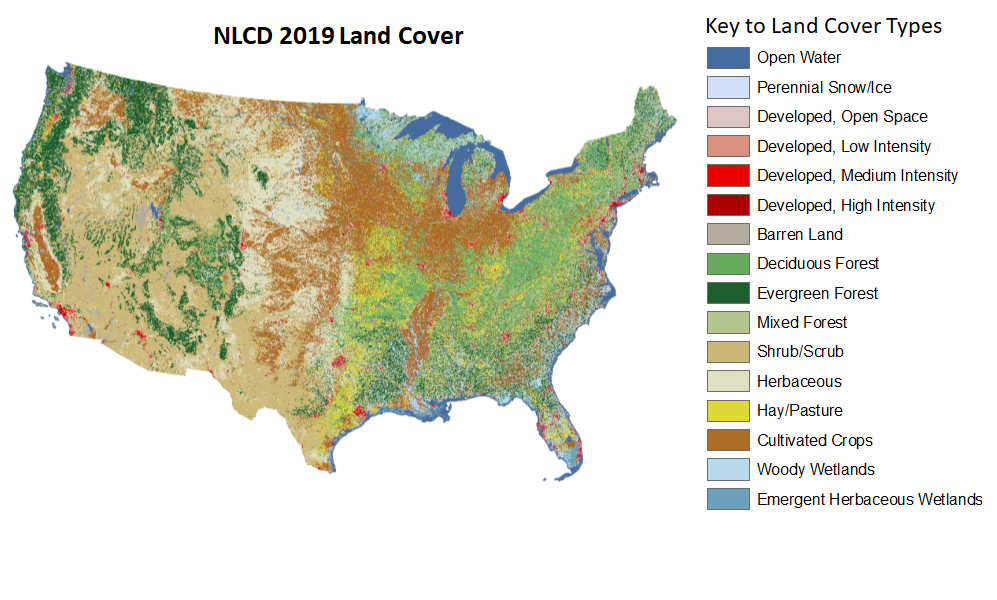 NLCD 2019 Land Cover
Key to Land Cover Types
Open Water
Perennial Snow/Ice
Developed, Open Space
Developed, Low Intensity
Developed, Medium Intensity
Developed, High Intensity
Barren Land
Deciduous Forest
Evergreen Forest
Mixed Forest
Shrub/Scrub
Herbaceous
Hay/Pasture
Cultivated Crops
Woody Wetlands
Emergent Herbaceous Wetlands